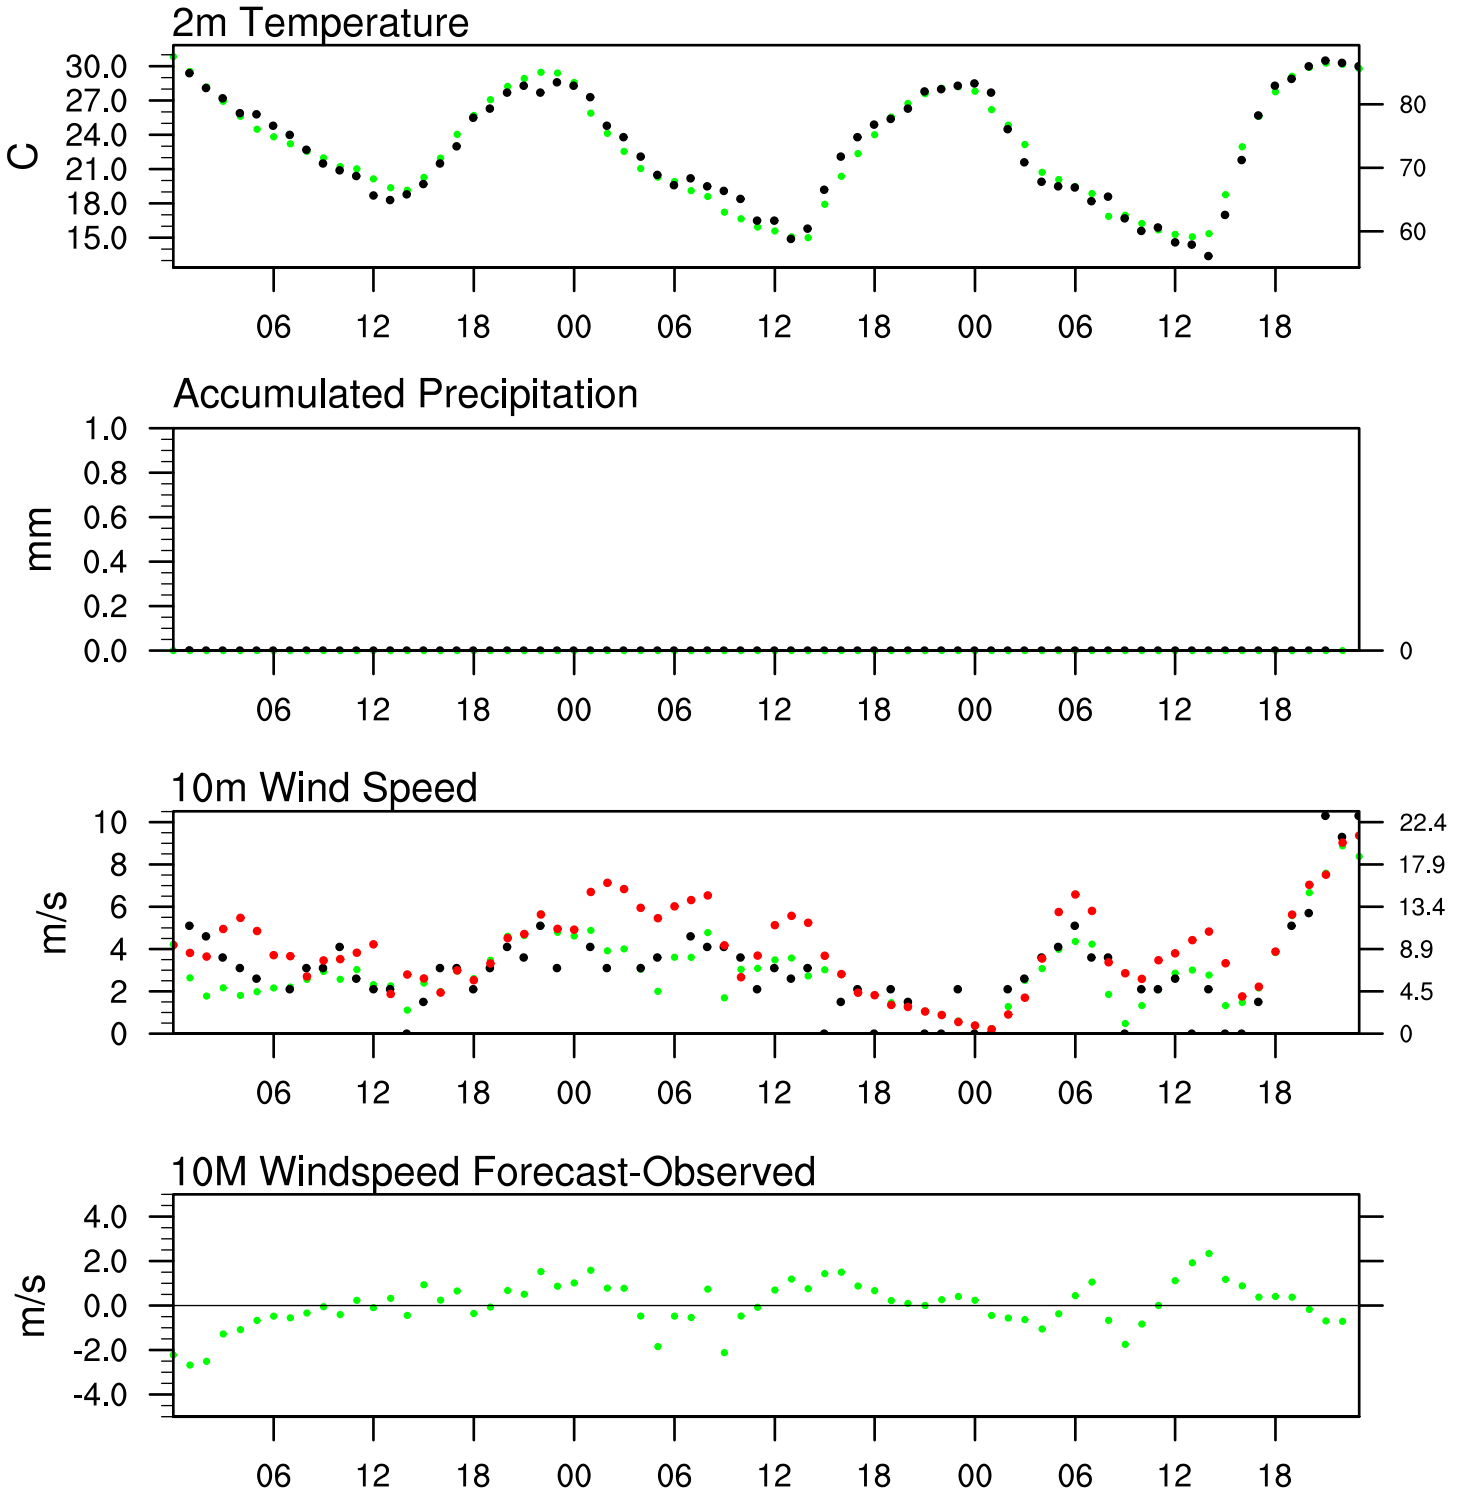 2m Temperature
30.0
27.0
24.0
21.0
18.0
15.0
C
80
70
60
06 12 18 00 06 12 18 00 06 12 18
Accumulated Precipitation
1.0
0.8
0.6
0.4
0.2
0.0
mm
0
06 12 18 00 06 12 18 00 06 12 18
10m Wind Speed
10
8
6
4
2
0
m/s
22.4
17.9
13.4
8.9
4.5
0
06 12 18 00 06 12 18 00 06 12 18
10M Windspeed Forecast-Observed
4.0
2.0
0.0
-2.0
-4.0
m/s
06 12 18 00 06 12 18 00 06 12 18